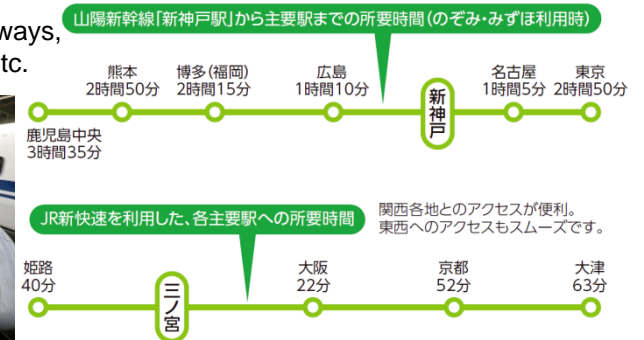 ways,
tc.
山陽新幹線「新神戸駅」から主要駅までの所要時間(のぞみ・みずほ利用時)
熊本
2時間50分
博多(福岡)
2時間15分
広島
1時間10分
新神戸
名古屋
1時間5分
東京
2時間50分
鹿児島中央
3時間35分
JR新快速を利用した、各主要駅への所要時間
関西各地とのアクセスが便利。
東西へのアクセスもスムーズです。
姫路
40分
三ノ宮
大阪
22分
京都
52分
大津
63分